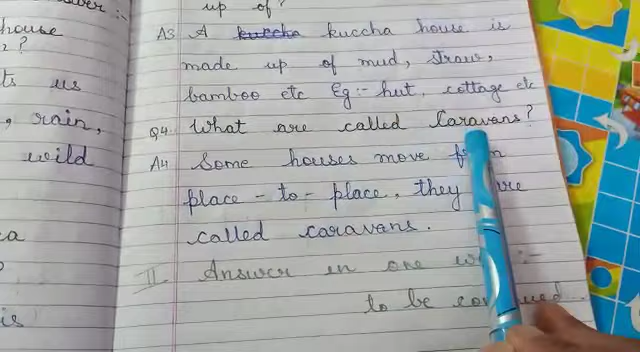 house
?
ts us
, rain,
wild
is
up of?
A3 A kuccha kuccha house is
made up of mud, straw,
bamboo etc Eg:- hut, cottage etc
Q4. What are called Caravans?
A4 Some houses move
place-to-place, they
called caravans.
II Answer in one :-
to be